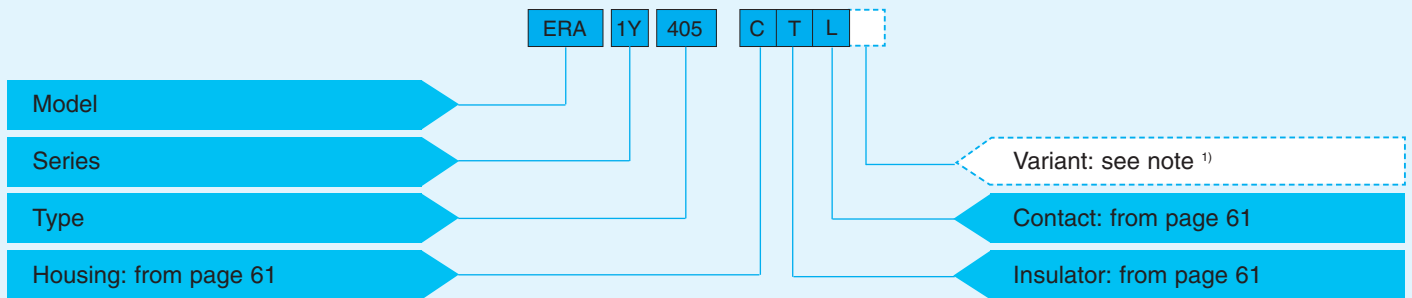 ERA 1Y 405 C T L
Model
Series
Variant: see note 1)
Type
Contact: from page 61
Housing: from page 61
Insulator: from page 61